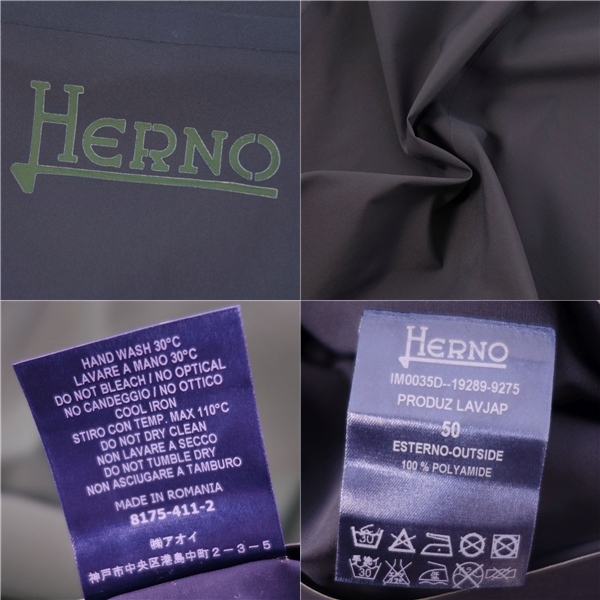 HERNO
HAND WASH 30°C
LAVARE A MANO 30°C
DO NOT BLEACH / NO OPTICAL
NO CANDEGGIO / NO OTTICO
COOL IRON
STIRO CON TEMP. MAX 110°C
DO NOT DRY CLEAN
NON LAVARE A SECCO
DO NOT TUMBLE DRY
NON ASCIUGARE A TAMBURO
MADE IN ROMANIA
8175-411-2
㈱アオイ
神戸市中央区港島中町2-3-5
HERNO
IM0035D--19289-9275
PRODUZ LAVJAP
50
ESTERNO-OUTSIDE
100 % POLYAMIDE
30
30